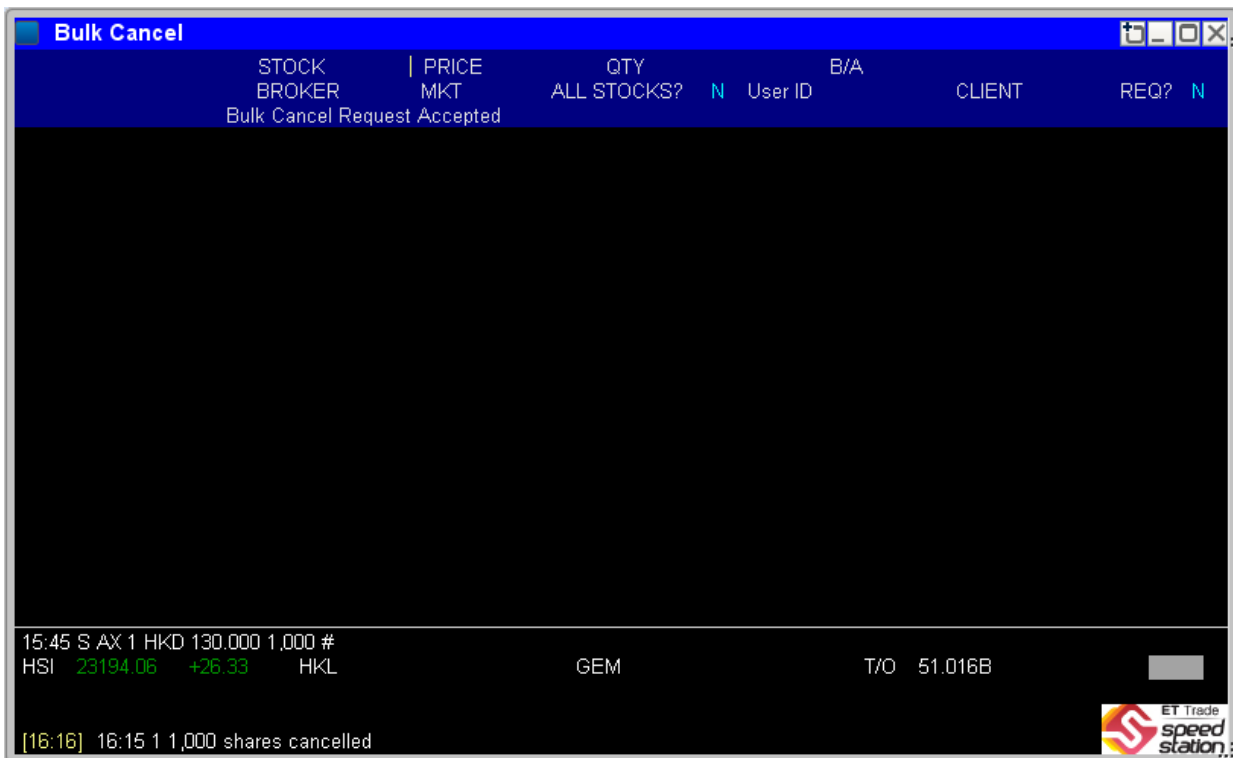 Bulk Cancel
STOCK PRICE QTY B/A
BROKER MKT ALL STOCKS? N User ID CLIENT REQ? N
Bulk Cancel Request Accepted
15:45 S AX 1 HKD 130.000 1,000 #
HSI 23194.06 +26.33 HKL GEM T/O 51.016B
ET Trade
speed
station
[16:16] 16:15 1 1,000 shares cancelled